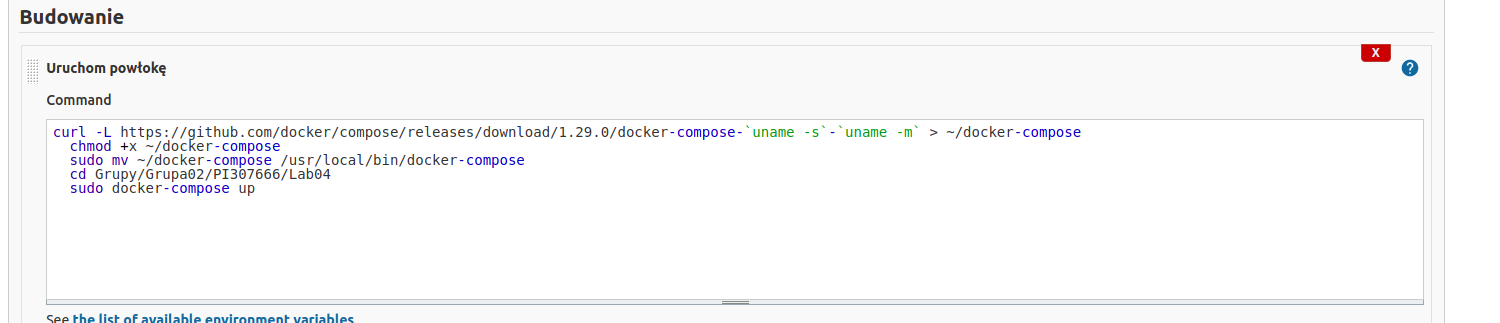 Budowanie
X
Uruchom powłokę
?
Command
curl -L https://github.com/docker/compose/releases/download/1.29.0/docker-compose-`uname -s`-`uname -m` > ~/docker-compose
chmod +x ~/docker-compose
sudo mv ~/docker-compose /usr/local/bin/docker-compose
cd Grupy/Grupa02/PI307666/Lab04
sudo docker-compose up
See the list of available environment variables